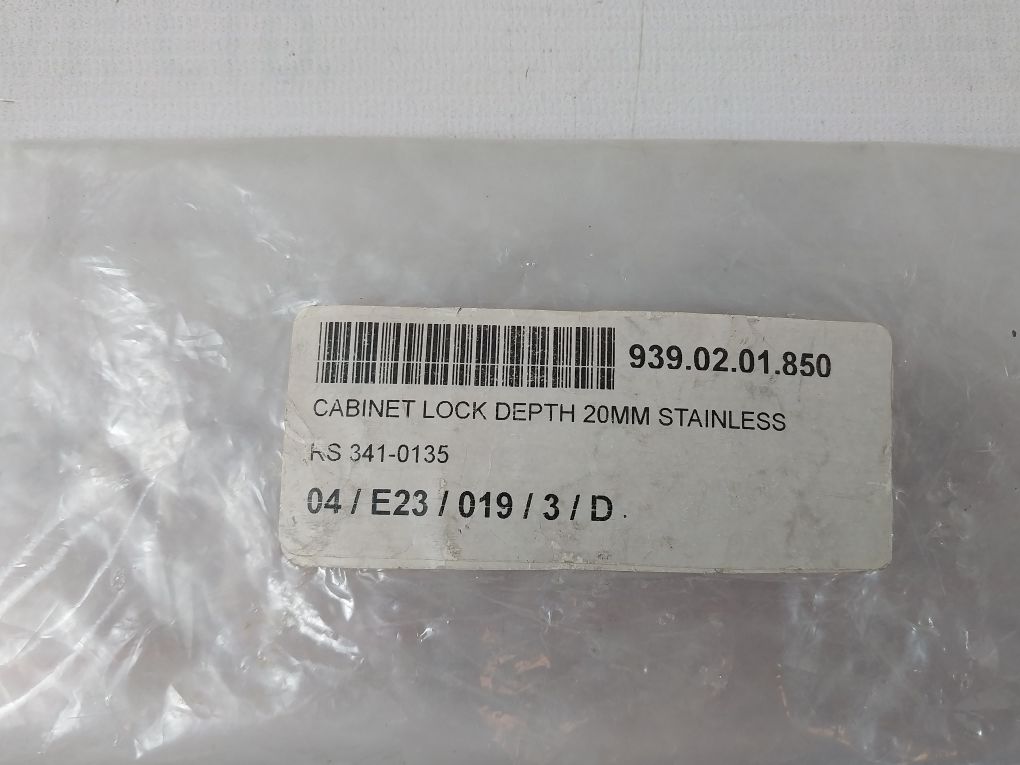 939.02.01.850
CABINET LOCK DEPTH 20MM STAINLESS
RS 341-0135
04 / E23 / 019 / 3 / D